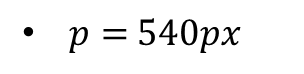 • p = 540px